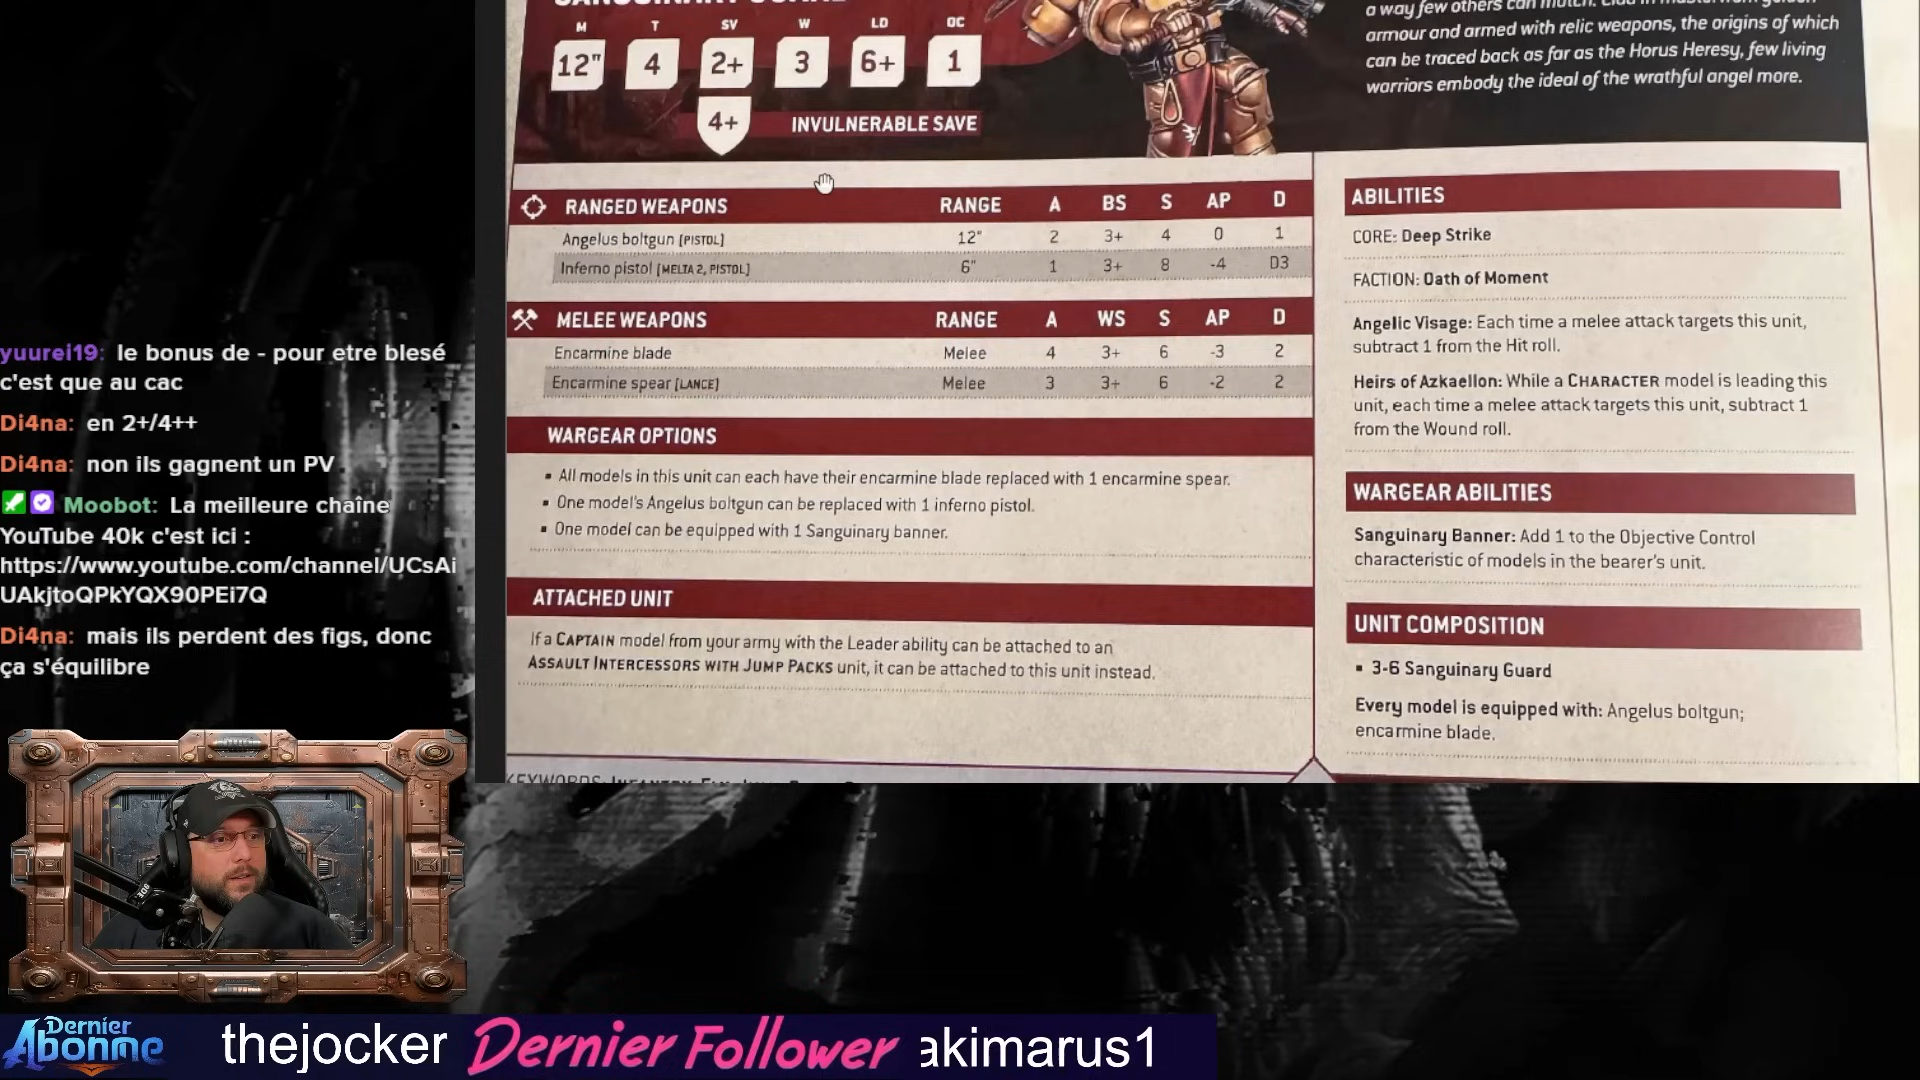 a way few others can
armour and armed with relic weapons, the origins of which
can be traced back as far as the Horus Heresy, few living
warriors embody the ideal of the wrathful angel more.
M T SV W LD OC
12" 4 2+ 3 6+ 1
4+ INVULNERABLE SAVE
RANGED WEAPONS RANGE A BS S AP D
Angelus boltgun [PISTOL] 12" 2 3+ 4 0 1
Inferno pistol [MELTA 2, PISTOL] 6" 1 3+ 8 -4 D3
MELEE WEAPONS RANGE A WS S AP D
Encarmine blade Melee 4 3+ 6 -3 2
Encarmine spear [LANCE] Melee 3 3+ 6 -2 2
WARGEAR OPTIONS
▪ All models in this unit can each have their encarmine blade replaced with 1 encarmine spear.
▪ One model's Angelus boltgun can be replaced with 1 inferno pistol.
▪ One model can be equipped with 1 Sanguinary banner.
ATTACHED UNIT
If a CAPTAIN model from your army with the Leader ability can be attached to an
ASSAULT INTERCESSORS WITH JUMP PACKS unit, it can be attached to this unit instead.
ABILITIES
CORE: Deep Strike
FACTION: Oath of Moment
Angelic Visage: Each time a melee attack targets this unit,
subtract 1 from the Hit roll.
Heirs of Azkaellon: While a CHARACTER model is leading this
unit, each time a melee attack targets this unit, subtract 1
from the Wound roll.
WARGEAR ABILITIES
Sanguinary Banner: Add 1 to the Objective Control
characteristic of models in the bearer's unit.
UNIT COMPOSITION
▪ 3-6 Sanguinary Guard
Every model is equipped with: Angelus boltgun;
encarmine blade.
yuurei19: le bonus de - pour etre blesé
c'est que au cac
Di4na: en 2+/4++
Di4na: non ils gagnent un PV
Moobot: La meilleure chaîne
YouTube 40k c'est ici :
https://www.youtube.com/channel/UCsAi
UAkjtoQPkYQX90PEi7Q
Di4na: mais ils perdent des figs, donc
ça s'équilibre
Dernier
Abonné
thejocker
Dernier Follower
akimarus1